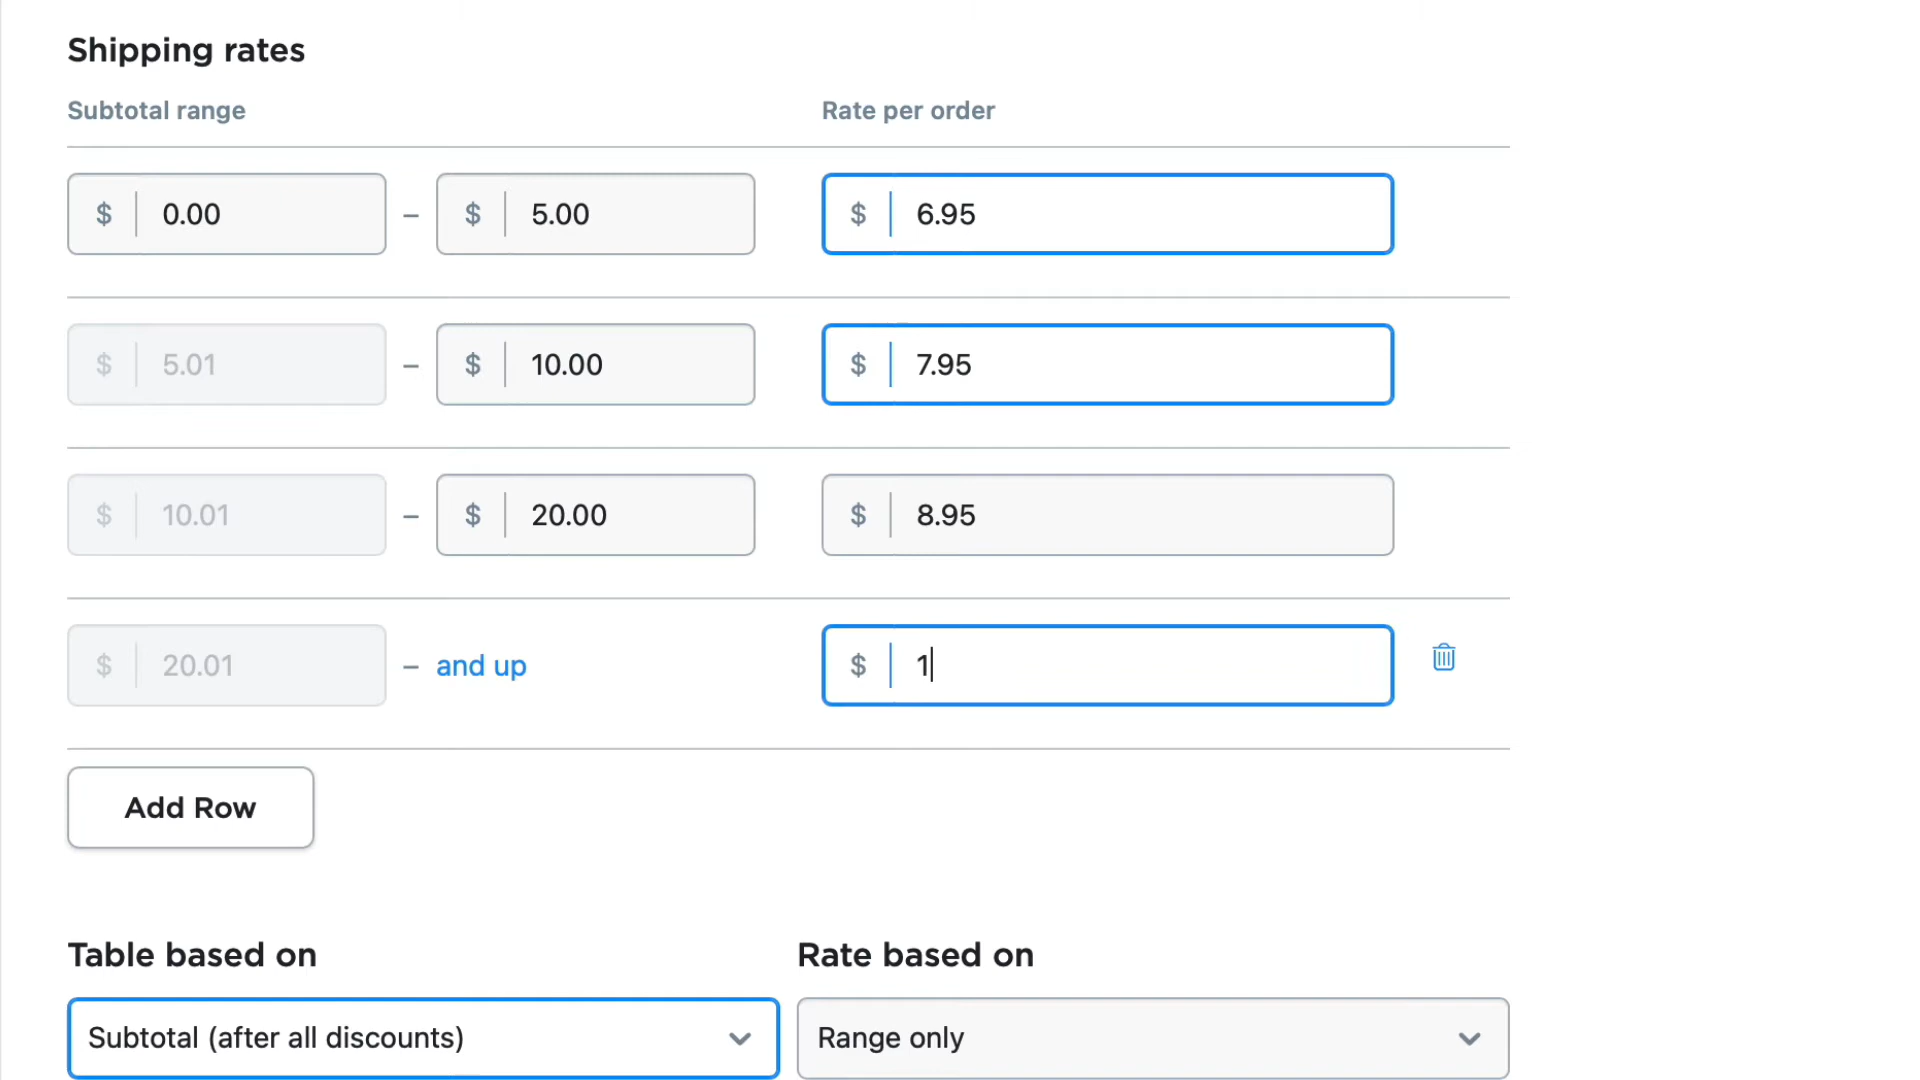 Shipping rates
Subtotal range Rate per order
$ 0.00 – $ 5.00 $ 6.95
$ 5.01 – $ 10.00 $ 7.95
$ 10.01 – $ 20.00 $ 8.95
$ 20.01 – and up $ 1
Add Row
Table based on Rate based on
Subtotal (after all discounts) Range only